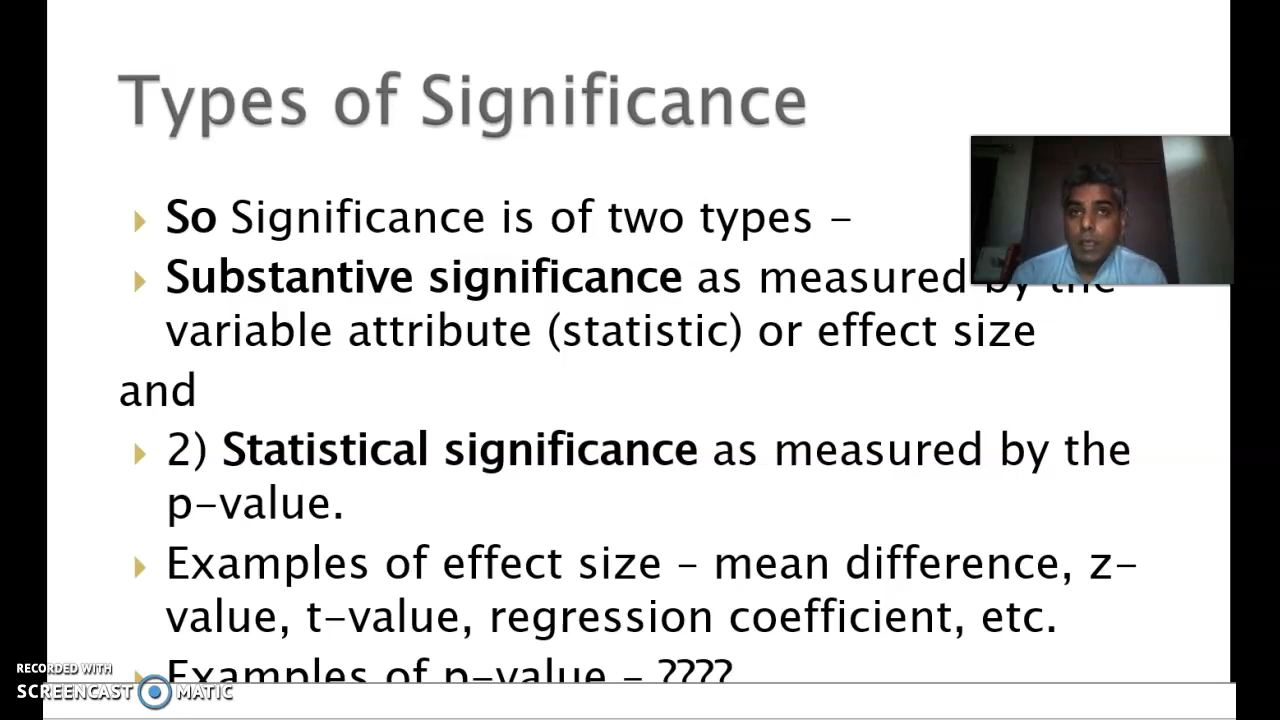 Types of Significance
So Significance is of two types –
Substantive significance as measured by the
variable attribute (statistic) or effect size
and
2) Statistical significance as measured by the
p-value.
Examples of effect size – mean difference, z-
value, t-value, regression coefficient, etc.
Examples of p-value – ????
RECORDED WITH
SCREENCAST MATIC